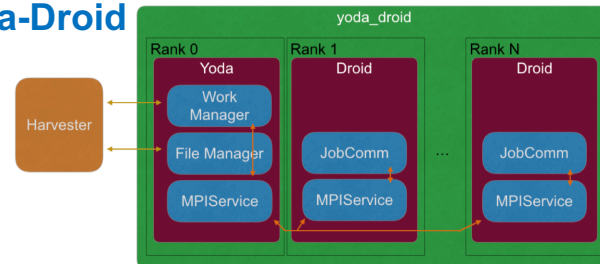 a-Droid
yoda_droid
Rank 0
Rank 1
Rank N
Yoda
Droid
Droid
Work
Manager
Harvester
File Manager
JobComm
...
JobComm
MPIService
MPIService
MPIService